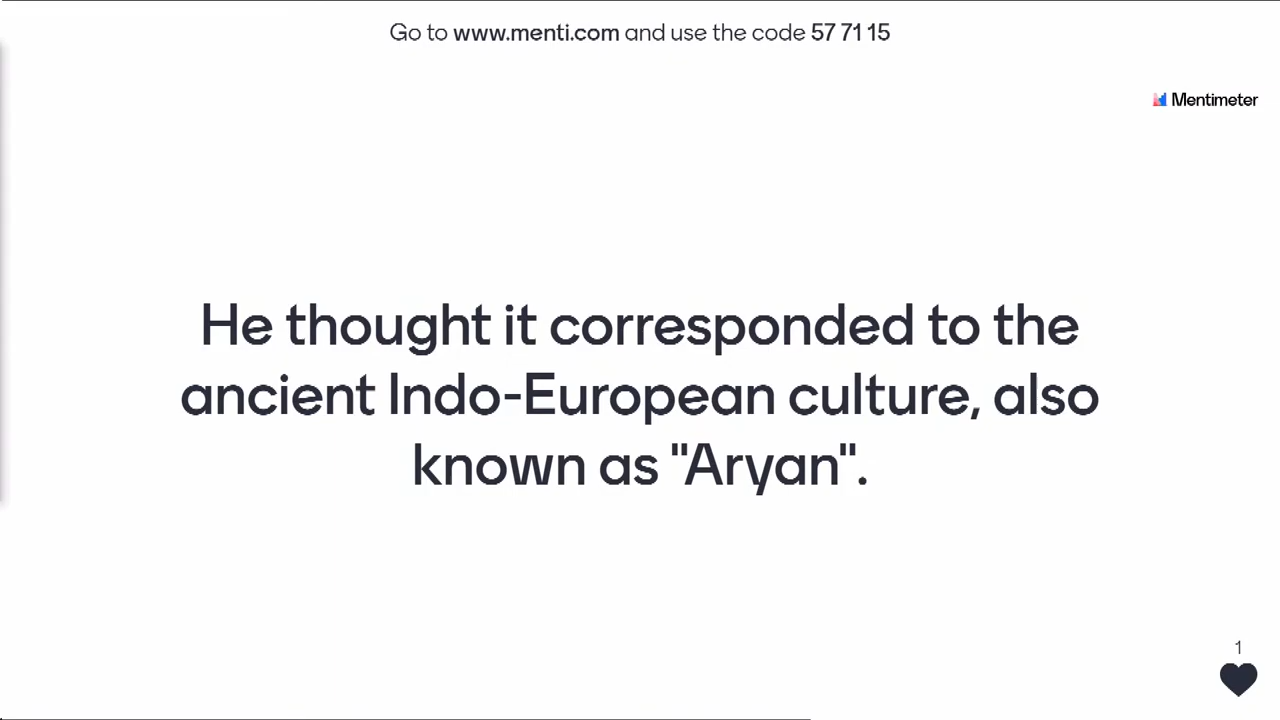 Go to www.menti.com and use the code 57 71 15
Mentimeter
He thought it corresponded to the
ancient Indo-European culture, also
known as "Aryan".
1